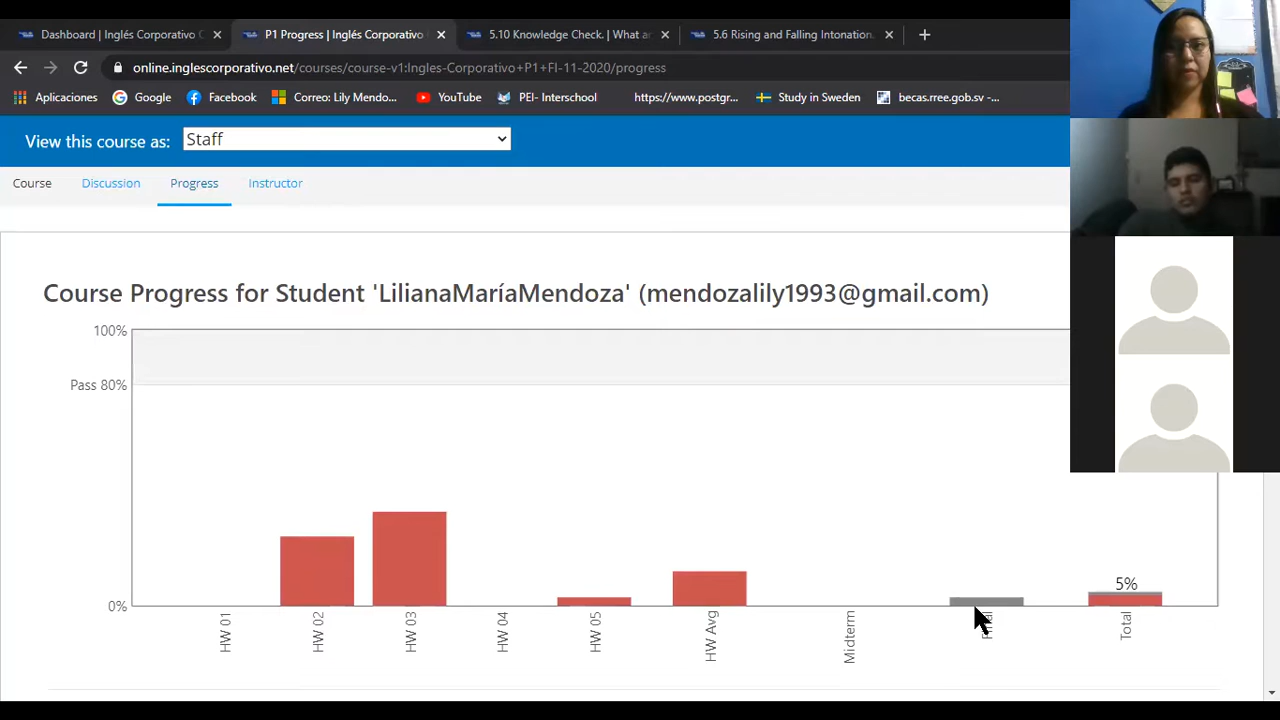 Dashboard | Inglés Corporativo
P1 Progress | Inglés Corporativo
5.10 Knowledge Check. | What a
5.6 Rising and Falling Intonation.
online.inglescorporativo.net/courses/course-v1:Ingles-Corporativo+P1+FI-11-2020/progress
Aplicaciones
Google
Facebook
Correo: Lily Mendo...
YouTube
PEI- Interschool
https://www.postgr...
Study in Sweden
becas.rree.gob.sv -...
View this course as:
Staff
Course
Discussion
Progress
Instructor
Course Progress for Student 'LilianaMaríaMendoza' (mendozalily1993@gmail.com)
100%
Pass 80%
0%
5%
HW 01
HW 02
HW 03
HW 04
HW 05
HW Avg
Midterm
Total